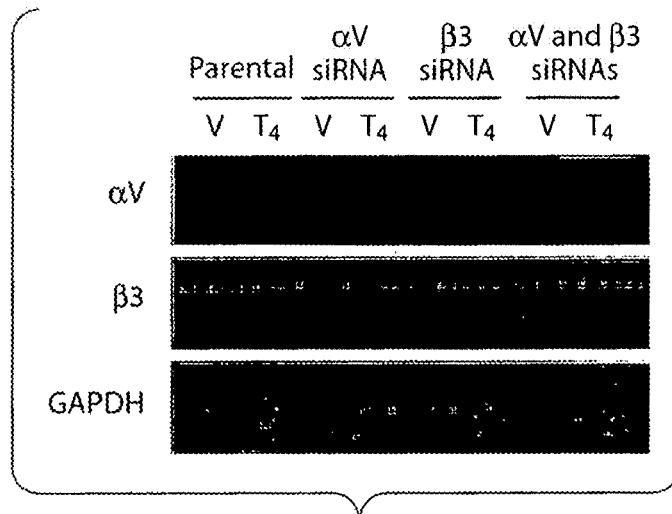 αV β3 αV and β3
Parental siRNA siRNA siRNAs
V T₄ V T₄ V T₄ V T₄
αV
β3
GAPDH